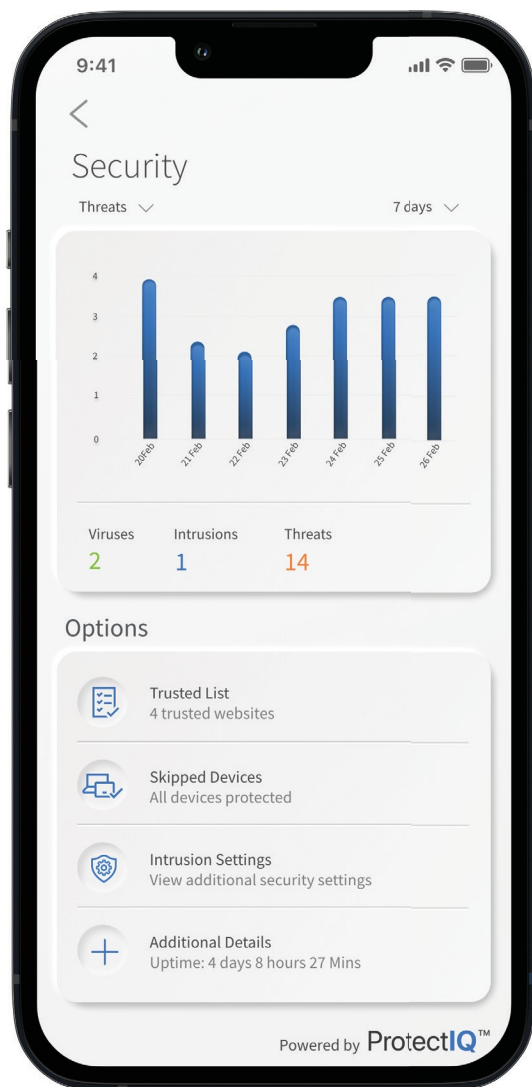 9:41
Security
Threats 7 days
4
3
2
1
0
20Feb 21 Feb 22 Feb 23 Feb 24 Feb 25 Feb 26 Feb
Viruses Intrusions Threats
2 1 14
Options
Trusted List
4 trusted websites
Skipped Devices
All devices protected
Intrusion Settings
View additional security settings
Additional Details
Uptime: 4 days 8 hours 27 Mins
Powered by ProtectIQ™